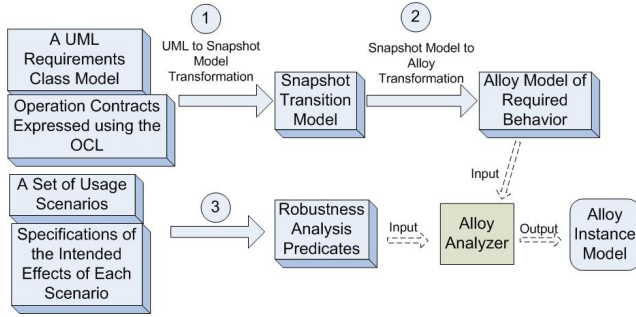 1
2
A UML
Requirements
Class Model
UML to Snapshot
Model
Transformation
Snapshot Model to
Alloy
Transformation
Operation Contracts
Expressed using the
OCL
Snapshot
Transition
Model
Alloy Model of
Required
Behavior
Input
A Set of Usage
Scenarios
3
Specifications of
the Intended
Effects of Each
Scenario
Robustness
Analysis
Predicates
Input
Alloy
Analyzer
Output
Alloy
Instance
Model